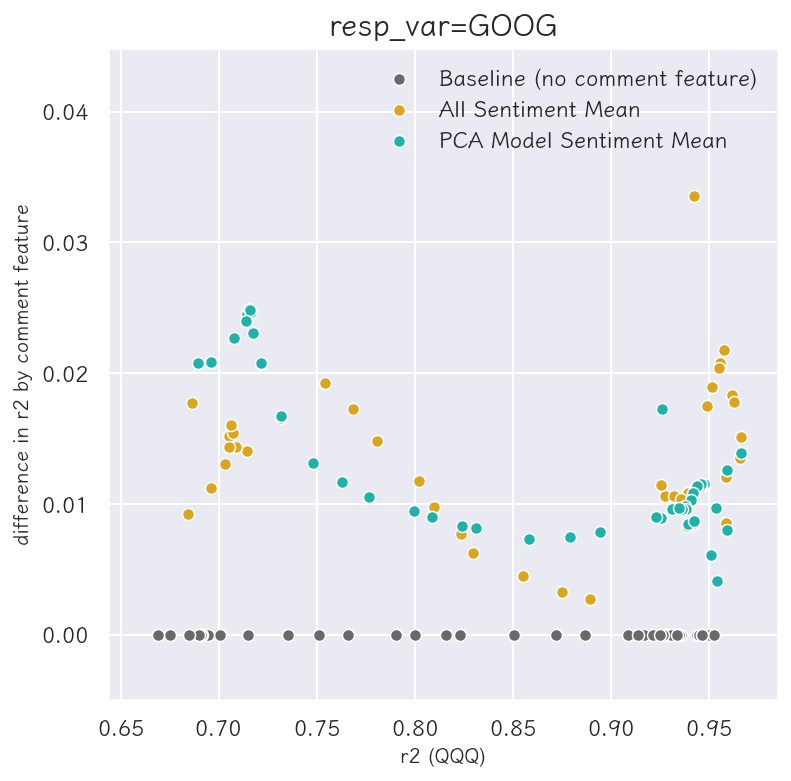 resp_var=GOOG
Baseline (no comment feature)
All Sentiment Mean
PCA Model Sentiment Mean
difference in r2 by comment feature
0.04
0.03
0.02
0.01
0.00
0.65 0.70 0.75 0.80 0.85 0.90 0.95
r2 (QQQ)